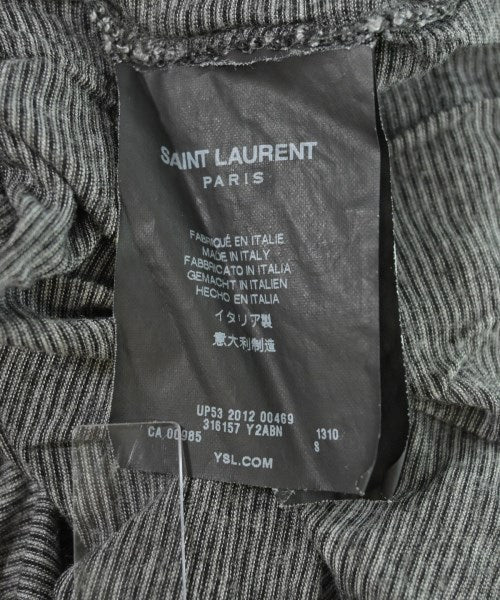 SAINT LAURENT
PARIS
FABRIQUÉ EN ITALIE
MADE IN ITALY
FABBRICATO IN ITALIA
GEMACHT IN ITALIEN
HECHO EN ITALIA
イタリア製
意大利制造
UP53 2012 00469
316157 Y2ABN 1310
CA 00985 S
YSL.COM